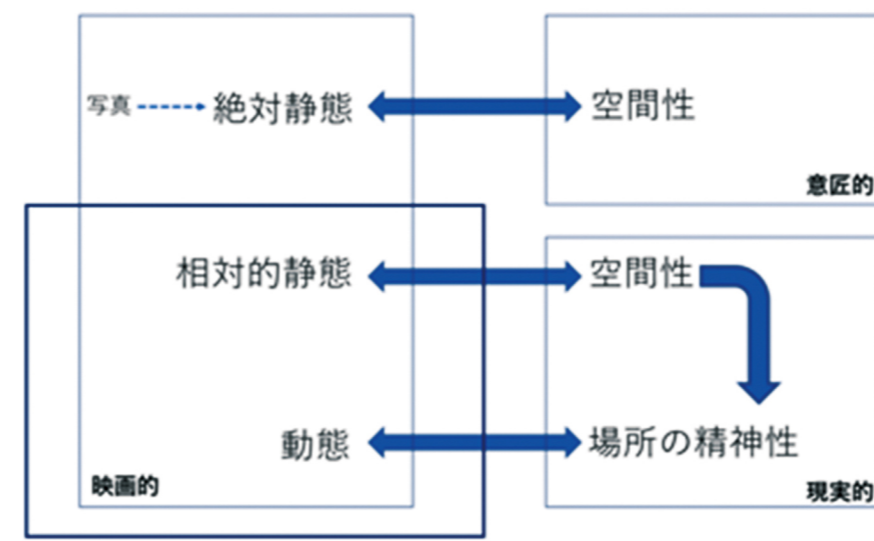 写真
絶対静態
空間性
意匠的
相対的静態
空間性
動態
場所の精神性
映画的
現実的